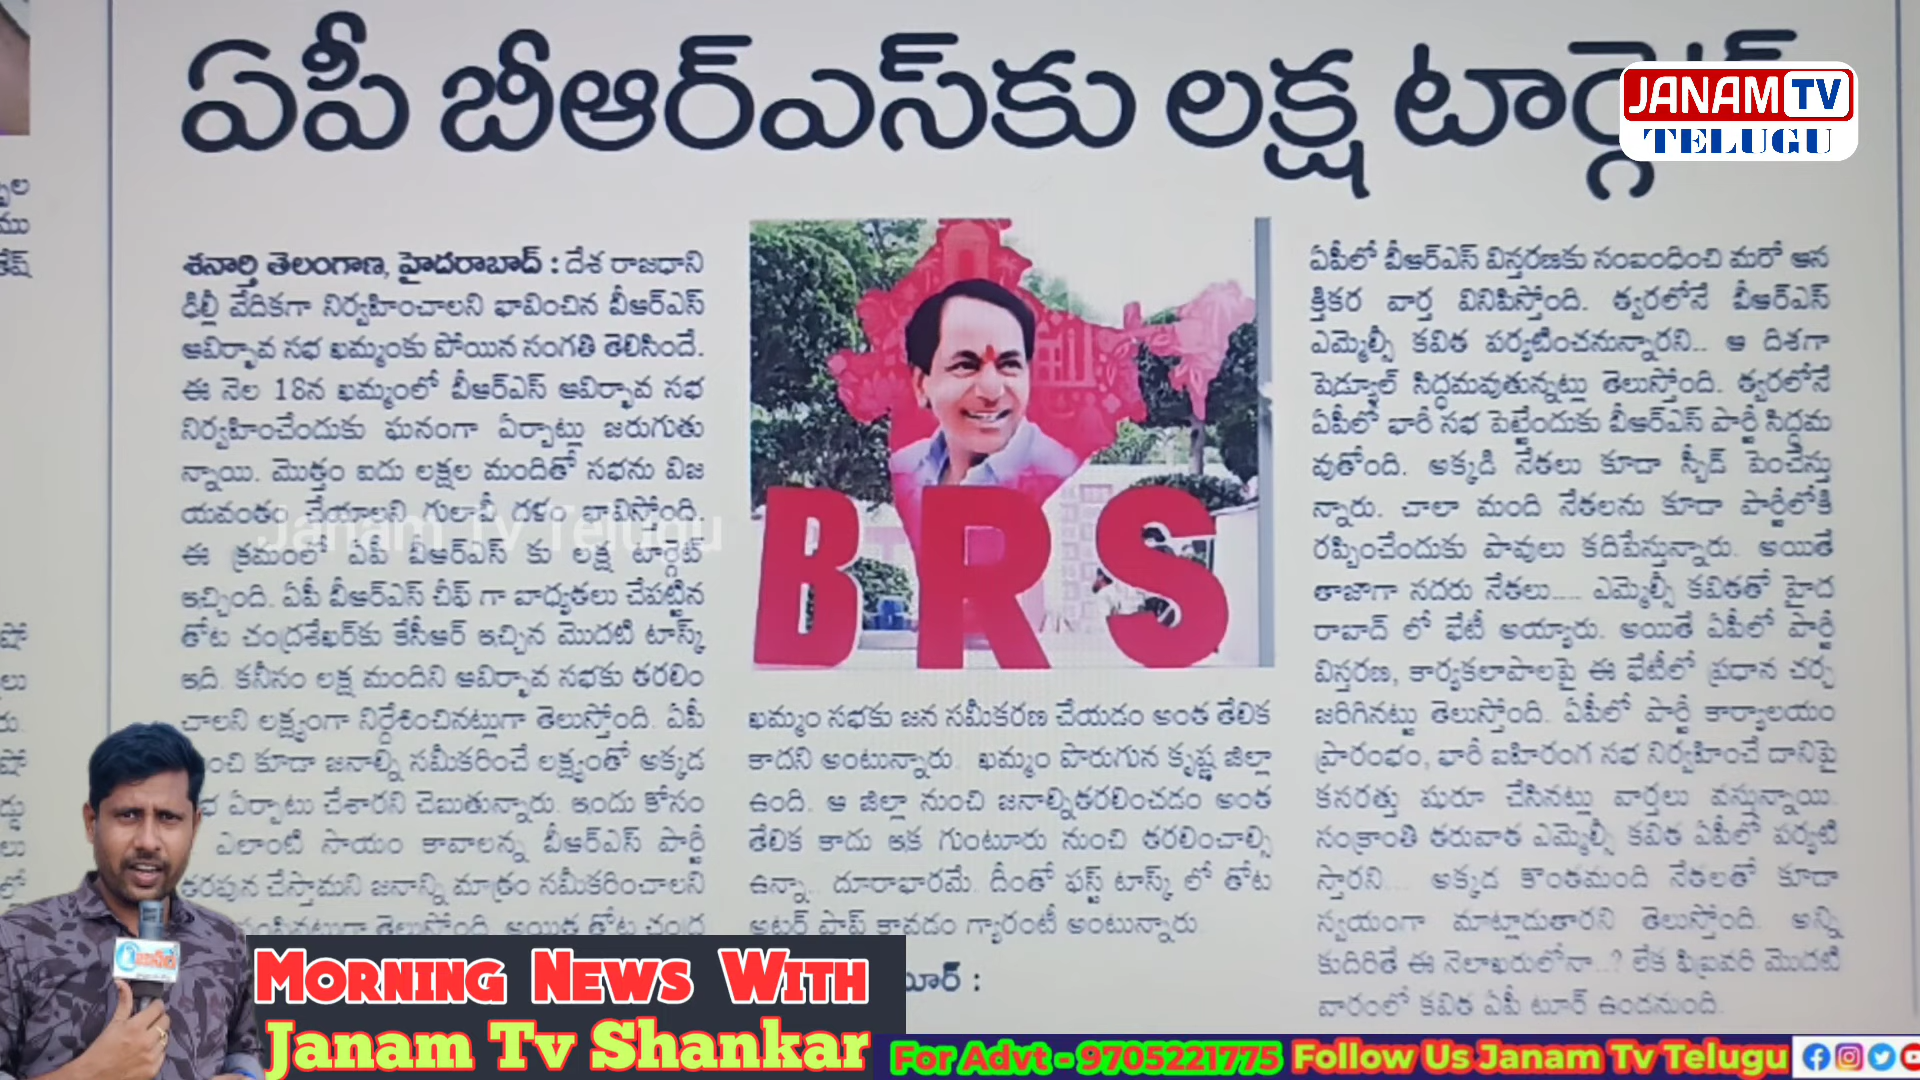 ఏపీ బీఆర్ఎస్‌కు లక్ష టార్గెట్
JANAM TV
TELUGU
శనార్తి తెలంగాణ, హైదరాబాద్ : దేశ రాజధాని
ఢిల్లీ వేదికగా నిర్వహించాలని భావించిన బీఆర్ఎస్
ఆవిర్భావ సభ ఖమ్మంకు పోయిన సంగతి తెలిసిందే.
ఈ నెల 18న ఖమ్మంలో బీఆర్ఎస్ ఆవిర్భావ సభ
నిర్వహించేందుకు ఘనంగా ఏర్పాట్లు జరుగుతు
న్నాయి. మొత్తం ఐదు లక్షల మందితో సభను విజ
యవంతం చేయాలని గులాబీ దళం భావిస్తోంది.
ఈ క్రమంలో ఏపీ బీఆర్ఎస్ కు లక్ష టార్గెట్
ఇచ్చింది. ఏపీ బీఆర్ఎస్ చీఫ్ గా బాధ్యతలు చేపట్టిన
తోట చంద్రశేఖర్‌కు కేసీఆర్ ఇచ్చిన మొదటి టాస్క్
ఇది. కనీసం లక్ష మందిని ఆవిర్భావ సభకు తరలిం
చాలని లక్ష్యంగా నిర్దేశించినట్లుగా తెలుస్తోంది. ఏపీ
నుంచి కూడా జనాల్ని సమీకరించే లక్ష్యంతో అక్కడ
సభ ఏర్పాటు చేశారని చెబుతున్నారు. ఇందు కోసం
ఎలాంటి సాయం కావాలన్న బీఆర్ఎస్ పార్టీ
తరపున చేస్తామని జనాన్ని మాత్రం సమీకరించాలని
తెలుస్తోంది. అయితే తోట చంద్ర
Janam Tv Telugu
BRS
ఖమ్మం సభకు జన సమీకరణ చేయడం అంత తేలిక
కాదని అంటున్నారు. ఖమ్మం పొరుగున కృష్ణ జిల్లా
ఉంది. ఆ జిల్లా నుంచి జనాల్నితరలించడం అంత
తేలిక కాదు ఇక గుంటూరు నుంచి తరలించాల్సి
ఉన్నా.. దూరాభారమే. దీంతో ఫస్ట్ టాస్క్ లో తోట
అట్టర్ ఫ్లాప్ కావడం గ్యారంటీ అంటున్నారు.
ఏపీలో బీఆర్ఎస్ విస్తరణకు సంబంధించి మరో ఆస
క్తికర వార్త వినిపిస్తోంది. త్వరలోనే బీఆర్ఎస్
ఎమ్మెల్సీ కవిత పర్యటించనున్నారని.. ఆ దిశగా
షెడ్యూల్ సిద్ధమవుతున్నట్లు తెలుస్తోంది. త్వరలోనే
ఏపీలో భారీ సభ పెట్టేందుకు బీఆర్ఎస్ పార్టీ సిద్ధమ
వుతోంది. అక్కడి నేతలు కూడా స్పీడ్ పెంచేస్తు
న్నారు. చాలా మంది నేతలను కూడా పార్టీలోకి
రప్పించేందుకు పావులు కదిపేస్తున్నారు. అయితే
తాజాగా సదరు నేతలు.... ఎమ్మెల్సీ కవితతో హైద
రాబాద్ లో భేటీ అయ్యారు. అయితే ఏపీలో పార్టీ
విస్తరణ, కార్యకలాపాలపై ఈ భేటీలో ప్రధాన చర్చ
జరిగినట్టు తెలుస్తోంది. ఏపీలో పార్టీ కార్యాలయం
ప్రారంభం, భారీ బహిరంగ సభ నిర్వహించే దానిపై
కసరత్తు షురూ చేసినట్లు వార్తలు వస్తున్నాయి.
సంక్రాంతి తరువాత ఎమ్మెల్సీ కవిత ఏపీలో పర్యటి
స్తారని... అక్కడ కొంతమంది నేతలతో కూడా
స్వయంగా మాట్లాడుతారని తెలుస్తోంది. అన్ని
కుదిరితే ఈ నెలాఖరులోనా..? లేక ఫిబ్రవరి మొదటి
వారంలో కవిత ఏపీ టూర్ ఉండనుంది.
Morning News With
Janam Tv Shankar
For Advt - 9705221775
Follow Us Janam Tv Telugu